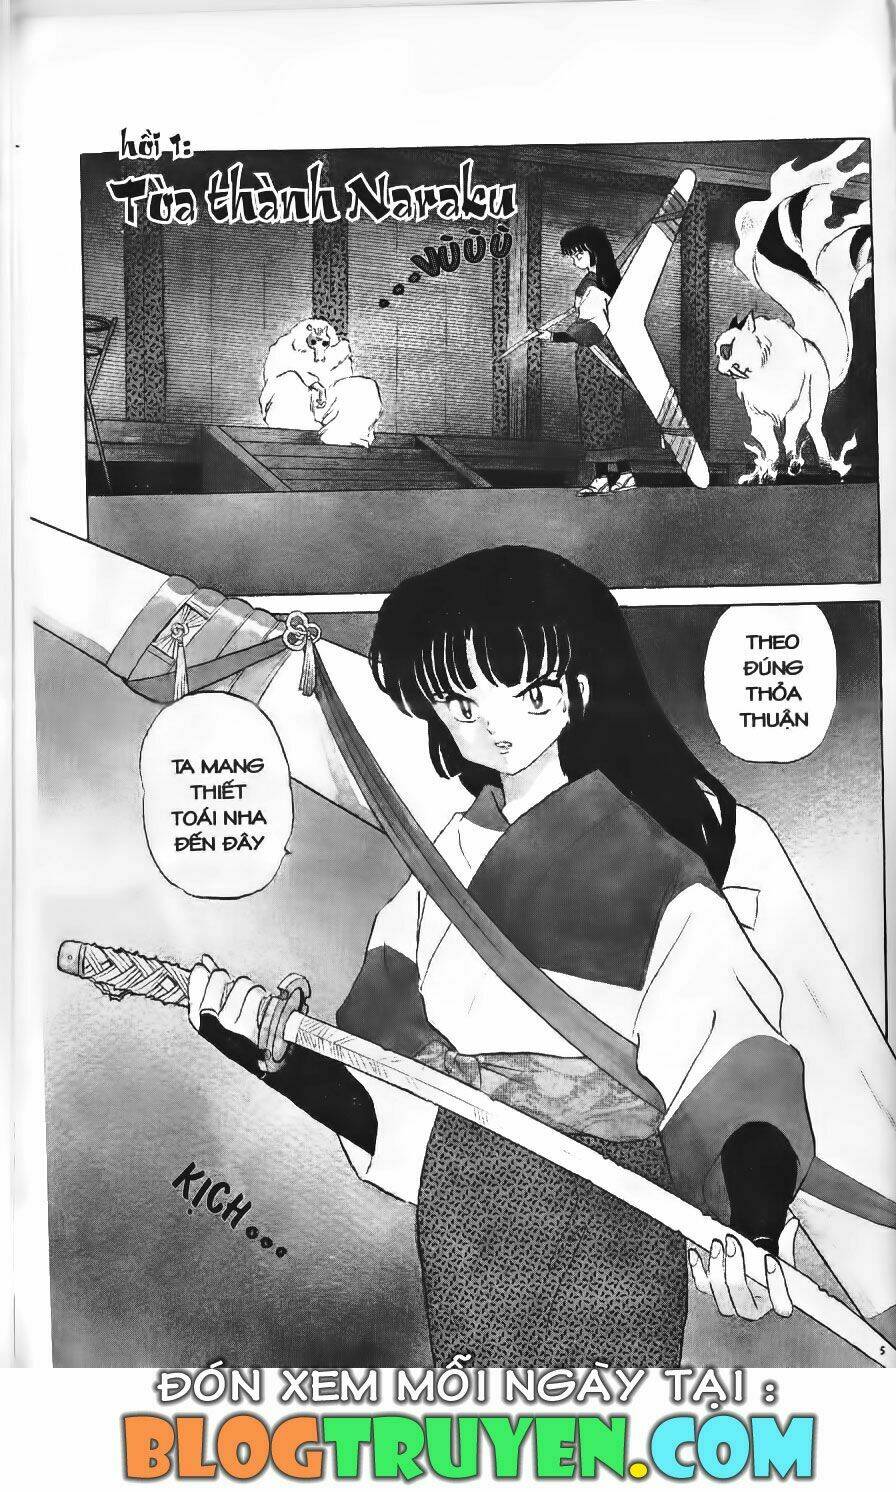 hồi 1:
Tòa thành Naraku
...VÙÙÙ
THEO
ĐÚNG
THỎA
THUẬN
TA MANG
THIẾT
TOÁI NHA
ĐẾN ĐÂY
KỊCH...
5
ĐÓN XEM MỖI NGÀY TẠI :
BLOGTRUYEN.COM